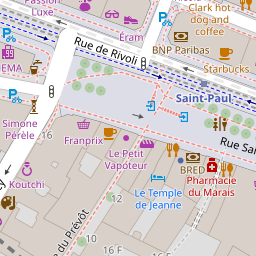 Passion
Luxe
Éram
Clark hot
dog and
coffee
Rue de Rivoli
BNP Paribas
Starbucks
EMA
Saint-Paul
Simone
Pérèle
16
Franprix
Le Petit
Vapoteur
Rue Sa
BRED
Pharmacie
du Marais
Koutchi
Le Temple
de Jeanne
du Prévôt
16
12
10